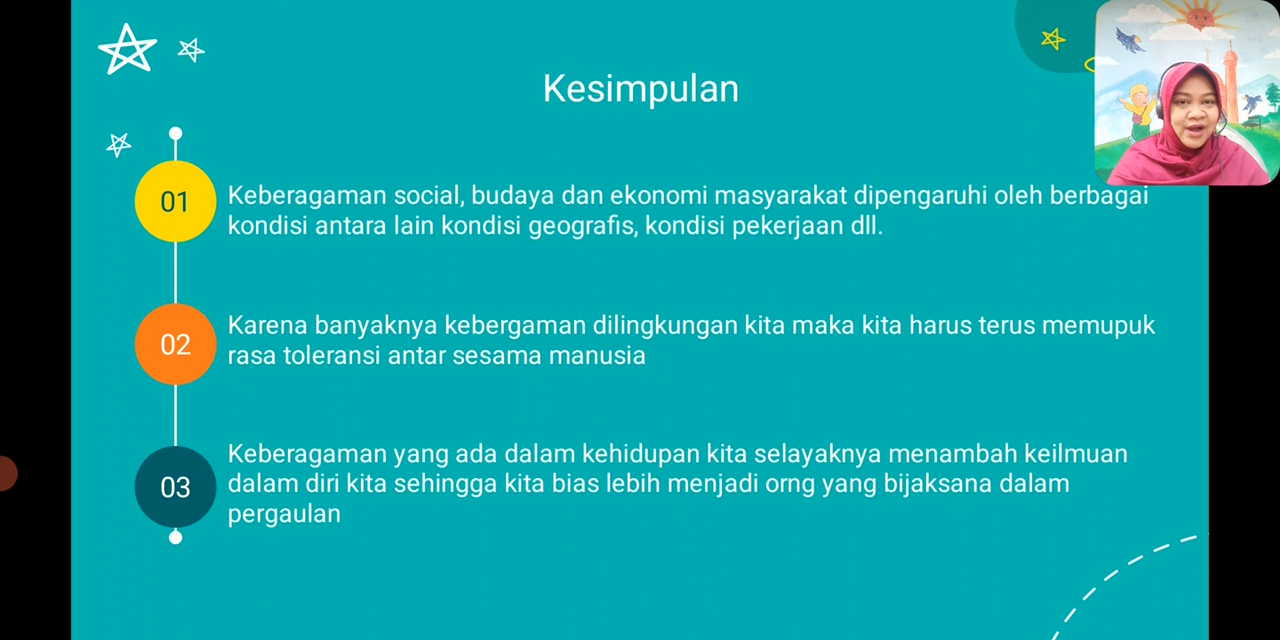 Kesimpulan
01
Keberagaman social, budaya dan ekonomi masyarakat dipengaruhi oleh berbagai
kondisi antara lain kondisi geografis, kondisi pekerjaan dll.
02
Karena banyaknya kebergaman dilingkungan kita maka kita harus terus memupuk
rasa toleransi antar sesama manusia
03
Keberagaman yang ada dalam kehidupan kita selayaknya menambah keilmuan
dalam diri kita sehingga kita bias lebih menjadi orng yang bijaksana dalam
pergaulan